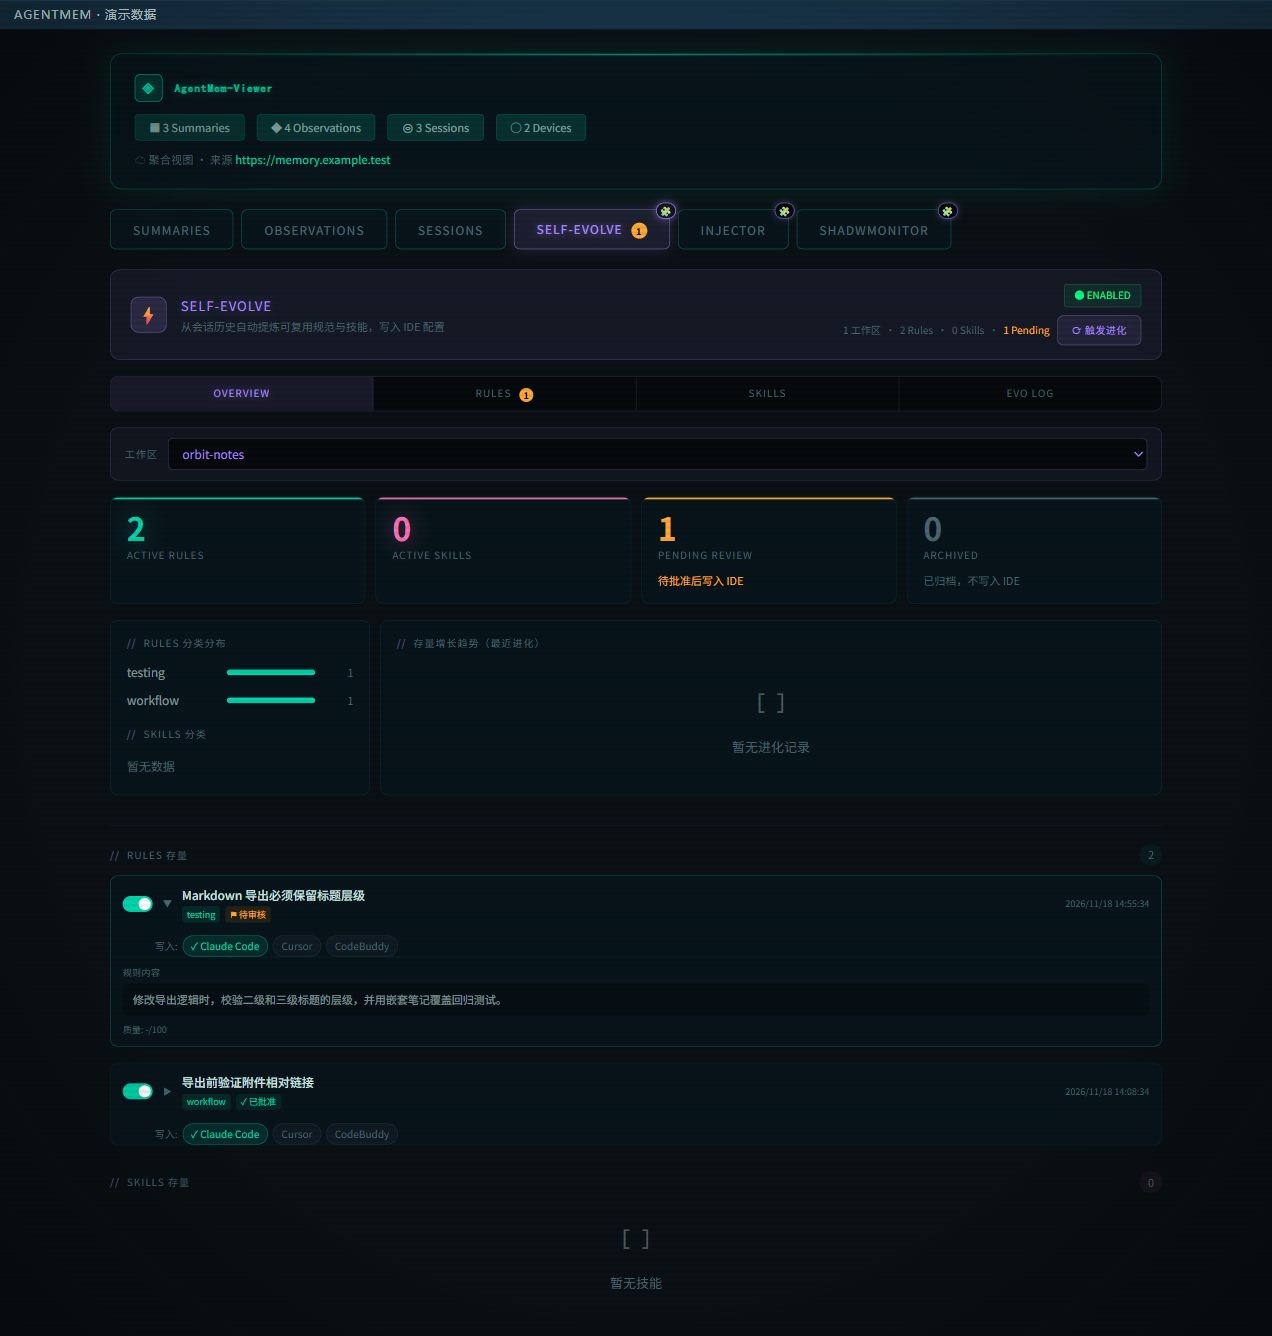 AGENTMEM · 演示数据
AgentMem-Viewer
3 Summaries
4 Observations
3 Sessions
2 Devices
聚合视图 · 来源 https://memory.example.test
SUMMARIES
OBSERVATIONS
SESSIONS
SELF-EVOLVE 1
INJECTOR
SHADWMONITOR
SELF-EVOLVE
从会话历史自动提炼可复用规范与技能，写入 IDE 配置
ENABLED
1 工作区 · 2 Rules · 0 Skills · 1 Pending
触发进化
OVERVIEW
RULES 1
SKILLS
EVO LOG
工作区
orbit-notes
2
ACTIVE RULES
0
ACTIVE SKILLS
1
PENDING REVIEW
待批准后写入 IDE
0
ARCHIVED
已归档，不写入 IDE
// RULES 分类分布
testing 1
workflow 1
// SKILLS 分类
暂无数据
// 存量增长趋势（最近进化）
[ ]
暂无进化记录
// RULES 存量
2
Markdown 导出必须保留标题层级
testing 待审核
2026/11/18 14:55:34
写入: ✓ Claude Code Cursor CodeBuddy
规则内容
修改导出逻辑时，校验二级和三级标题的层级，并用嵌套笔记覆盖回归测试。
质量: -/100
导出前验证附件相对链接
workflow ✓ 已批准
2026/11/18 14:08:34
写入: ✓ Claude Code Cursor CodeBuddy
// SKILLS 存量
0
[ ]
暂无技能